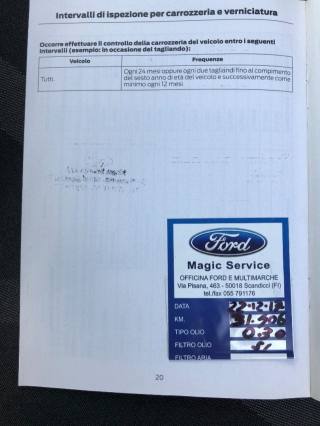 Intervalli di ispezione per carrozzeria e verniciatura
Occorre effettuare il controllo della carrozzeria del veicolo entro i seguenti
intervalli (esempio: in occasione del tagliando):
Veicolo Frequenze
Tutti. Ogni 24 mesi oppure ogni due tagliandi fino al compimento
del sesto anno di età del veicolo e successivamente come
minimo ogni 12 mesi
Ford
Magic Service
OFFICINA FORD E MULTIMARCHE
Via Pisana, 463 - 50018 Scandicci (FI)
tel./fax 055 791176
DATA
KM.
TIPO OLIO
FILTRO OLIO
FILTRO ARIA
20